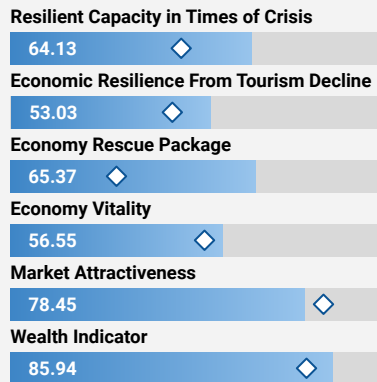 Resilient Capacity in Times of Crisis
64.13
Economic Resilience From Tourism Decline
53.03
Economy Rescue Package
65.37
Economy Vitality
56.55
Market Attractiveness
78.45
Wealth Indicator
85.94